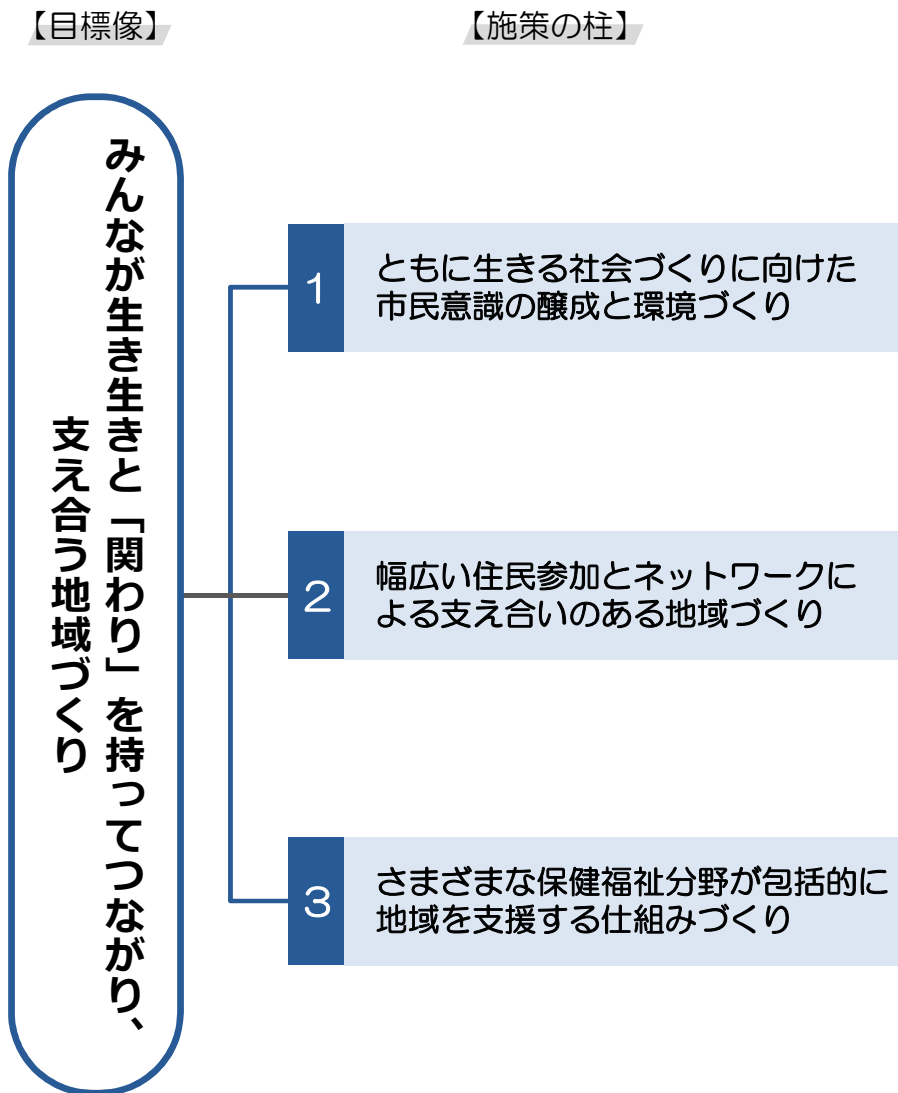 【目標像】
【施策の柱】
みんなが生き生きと「関わり」を持ってつながり、
支え合う地域づくり
1
ともに生きる社会づくりに向けた
市民意識の醸成と環境づくり
2
幅広い住民参加とネットワークに
よる支え合いのある地域づくり
3
さまざまな保健福祉分野が包括的に
地域を支援する仕組みづくり